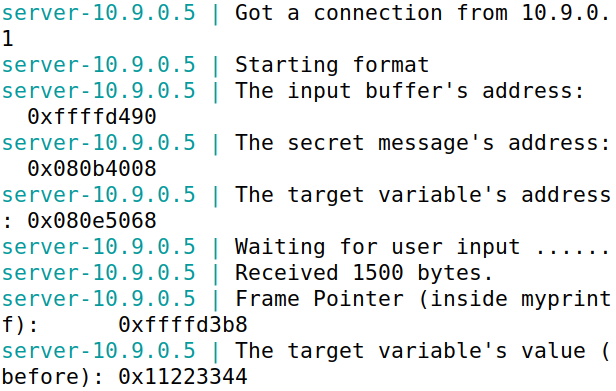 server-10.9.0.5 | Got a connection from 10.9.0.
1
server-10.9.0.5 | Starting format
server-10.9.0.5 | The input buffer's address:
  0xffffd490
server-10.9.0.5 | The secret message's address:
  0x080b4008
server-10.9.0.5 | The target variable's address
: 0x080e5068
server-10.9.0.5 | Waiting for user input ......
server-10.9.0.5 | Received 1500 bytes.
server-10.9.0.5 | Frame Pointer (inside myprint
f):      0xffffd3b8
server-10.9.0.5 | The target variable's value (
before): 0x11223344